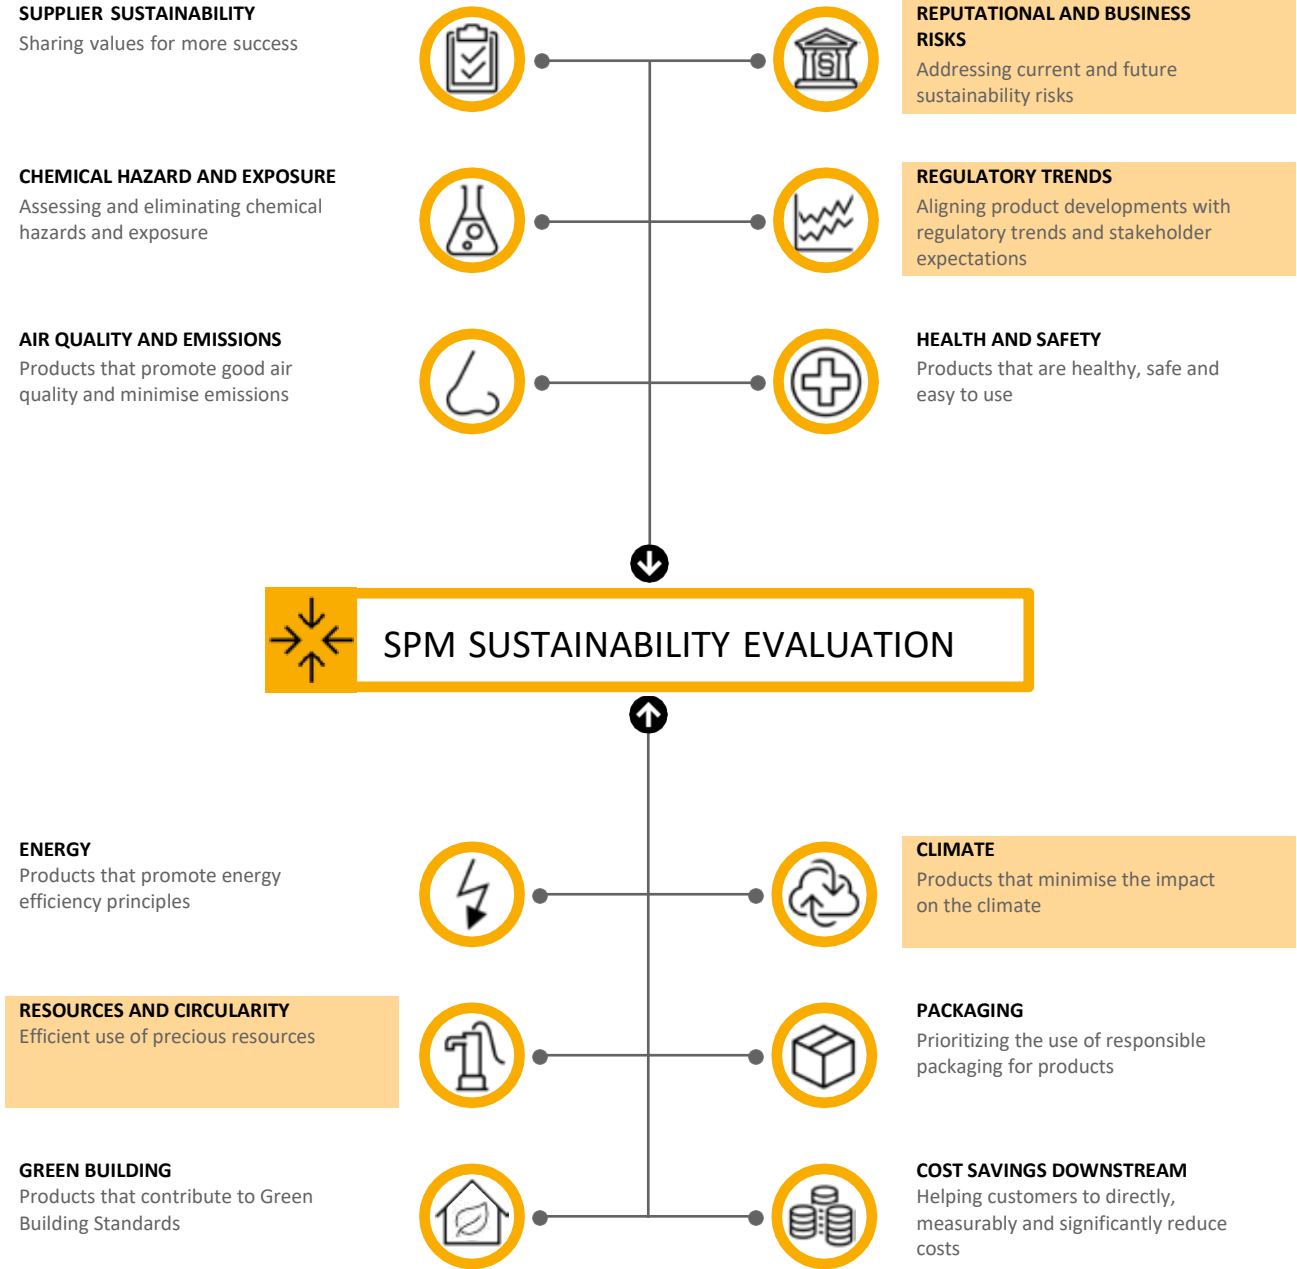 SUPPLIER SUSTAINABILITY
Sharing values for more success
REPUTATIONAL AND BUSINESS
RISKS
Addressing current and future
sustainability risks
CHEMICAL HAZARD AND EXPOSURE
Assessing and eliminating chemical
hazards and exposure
REGULATORY TRENDS
Aligning product developments with
regulatory trends and stakeholder
expectations
AIR QUALITY AND EMISSIONS
Products that promote good air
quality and minimise emissions
HEALTH AND SAFETY
Products that are healthy, safe and
easy to use
SPM SUSTAINABILITY EVALUATION
ENERGY
Products that promote energy
efficiency principles
CLIMATE
Products that minimise the impact
on the climate
RESOURCES AND CIRCULARITY
Efficient use of precious resources
PACKAGING
Prioritizing the use of responsible
packaging for products
GREEN BUILDING
Products that contribute to Green
Building Standards
COST SAVINGS DOWNSTREAM
Helping customers to directly,
measurably and significantly reduce
costs